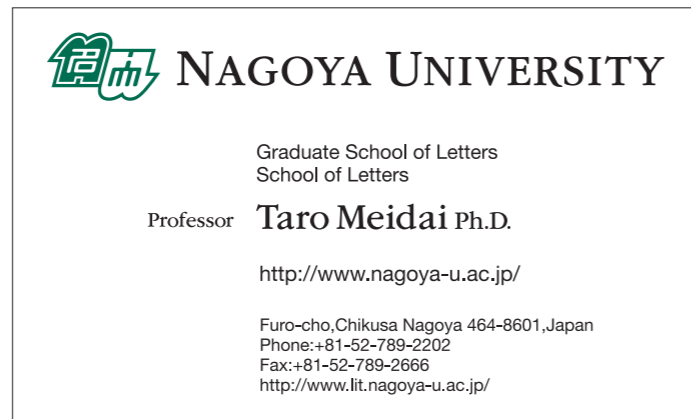 名大
NAGOYA UNIVERSITY
Graduate School of Letters
School of Letters
Professor Taro Meidai Ph.D.
http://www.nagoya-u.ac.jp/
Furo-cho,Chikusa Nagoya 464-8601,Japan
Phone:+81-52-789-2202
Fax:+81-52-789-2666
http://www.lit.nagoya-u.ac.jp/